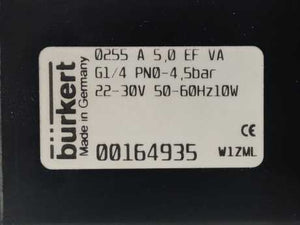 0255 A 5,0 EF VA
G1/4 PN0-4,5bar
22-30V 50-60Hz10W
bürkert
Made in Germany
CE
00164935
W1ZML